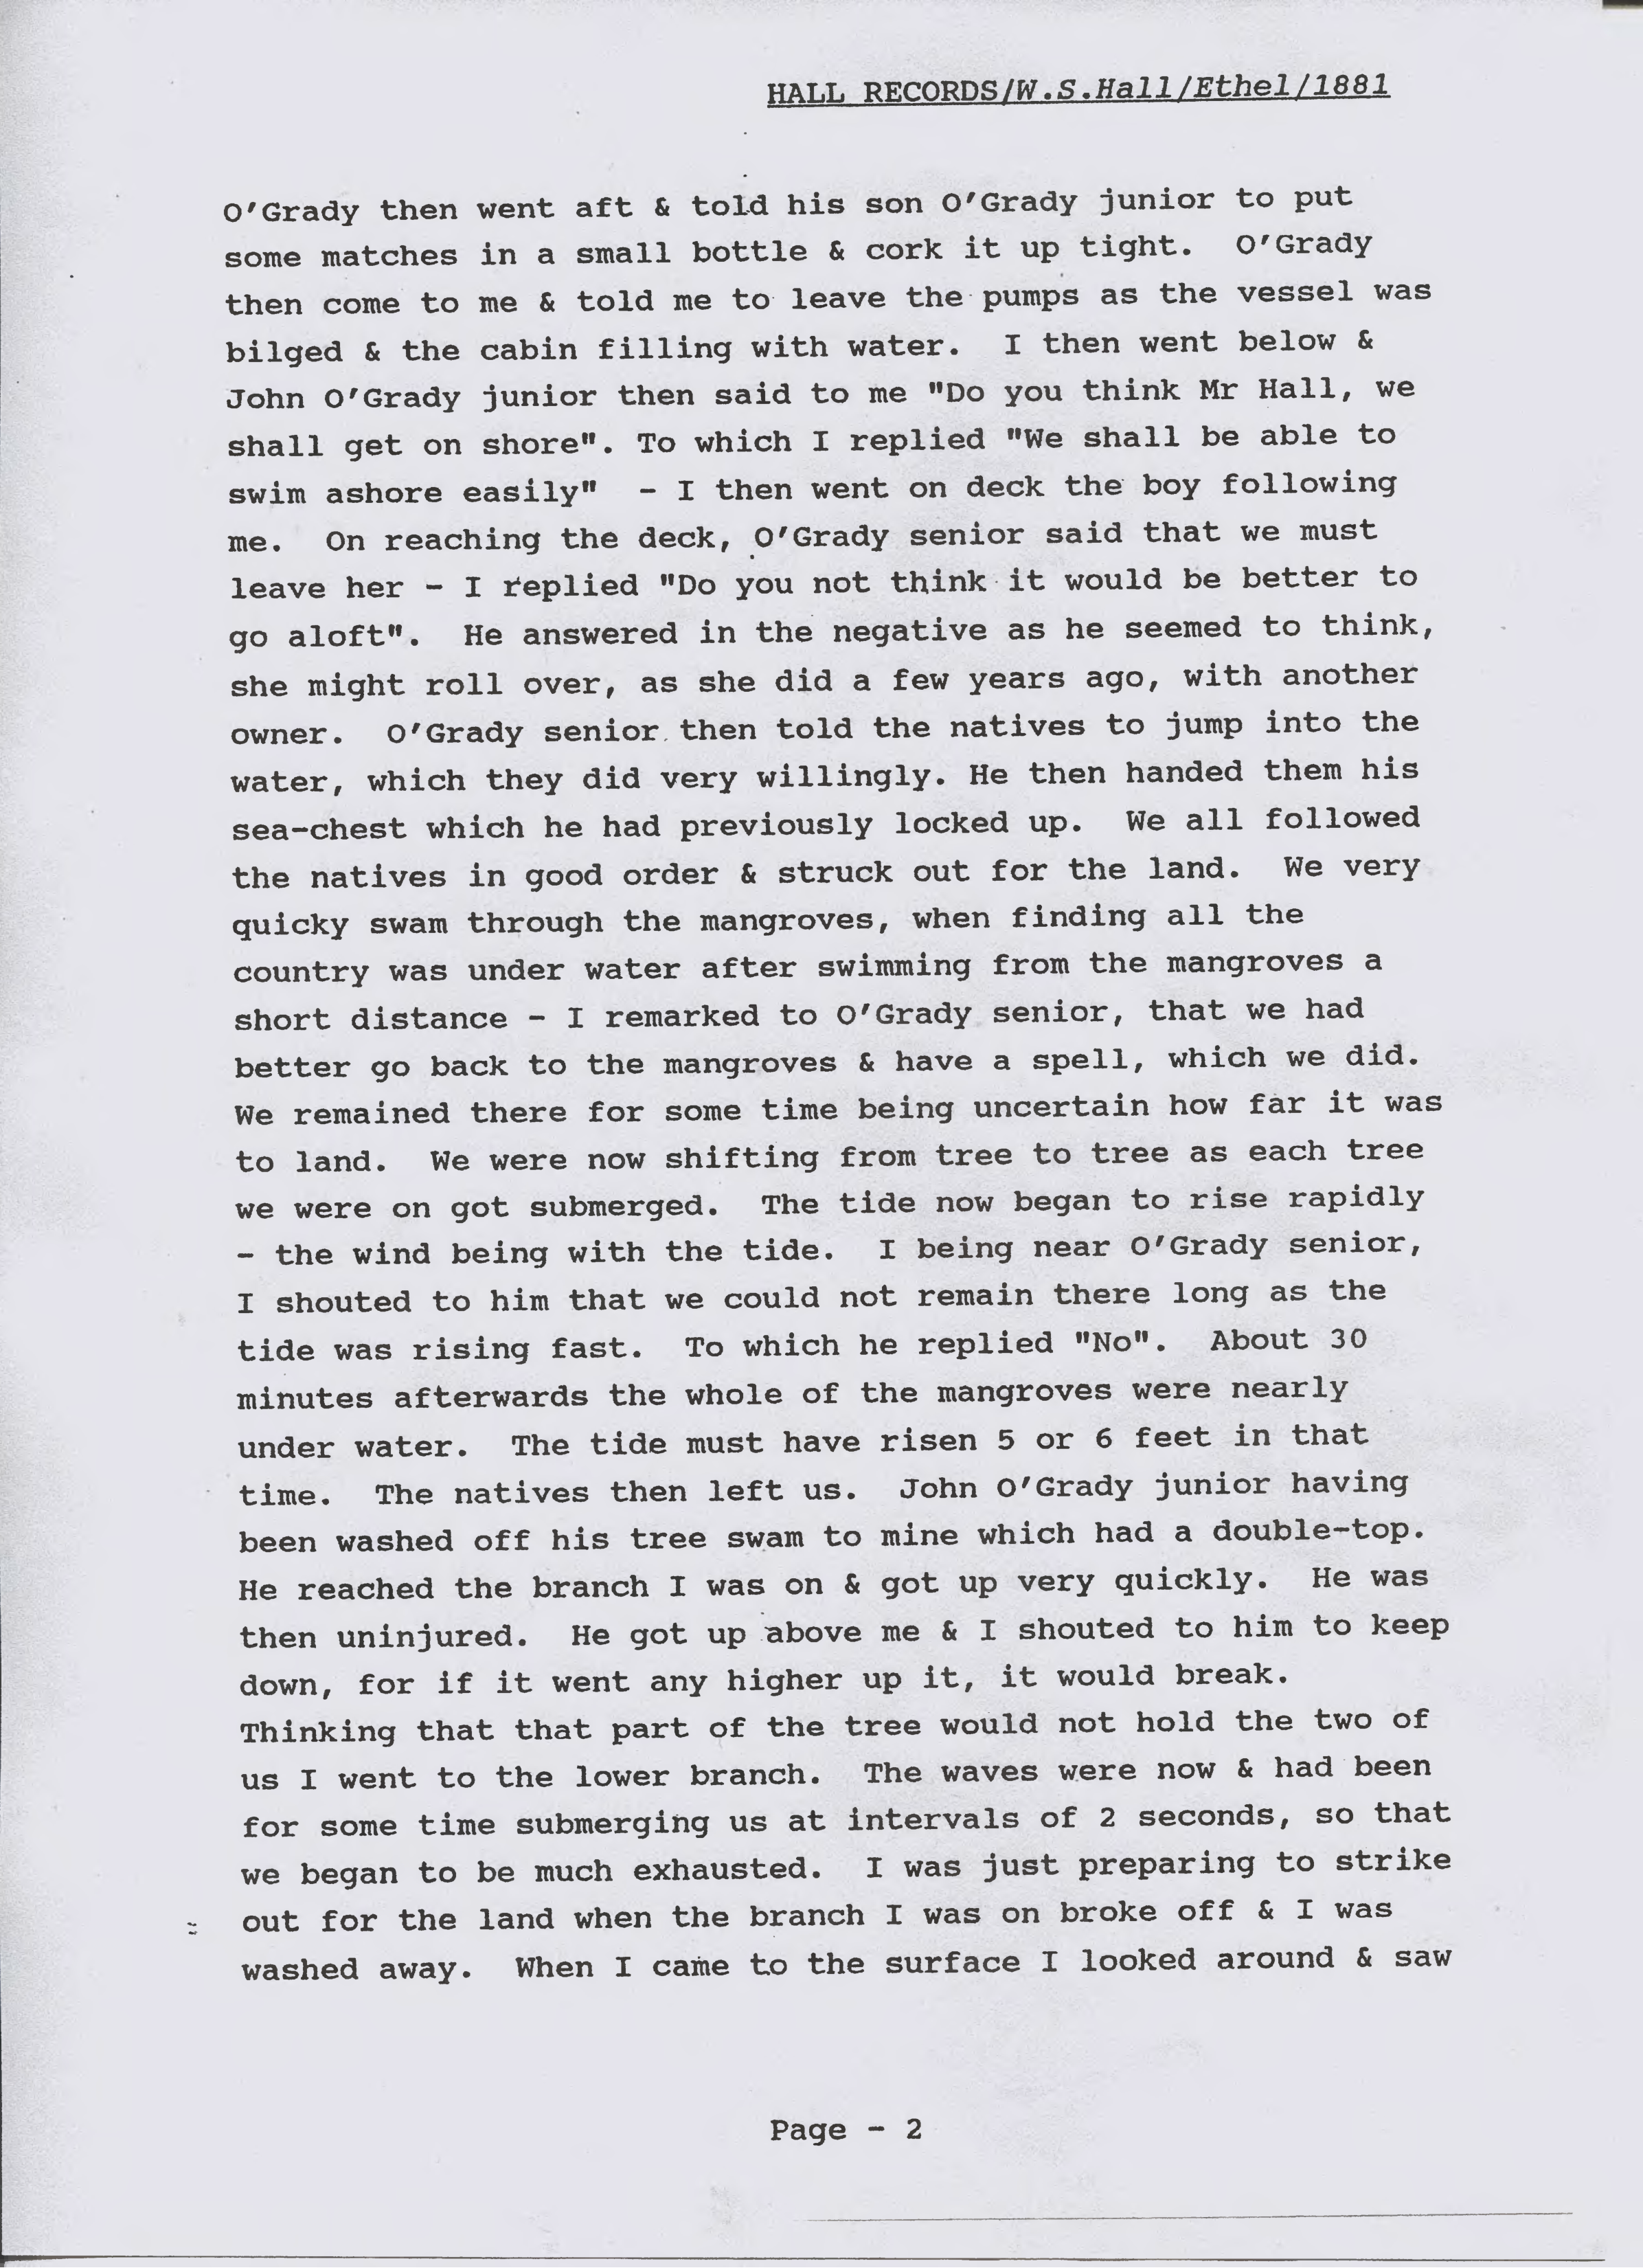 HALL RECORDS/W.S.Hall/Ethel/1881
O'Grady then went aft & told his son O'Grady junior to put
some matches in a small bottle & cork it up tight. O'Grady
then come to me & told me to leave the pumps as the vessel was
bilged & the cabin filling with water. I then went below &
John O'Grady junior then said to me "Do you think Mr Hall, we
shall get on shore". To which I replied "We shall be able to
swim ashore easily" - I then went on deck the boy following
me. On reaching the deck, O'Grady senior said that we must
leave her - I replied "Do you not think it would be better to
go aloft". He answered in the negative as he seemed to think,
she might roll over, as she did a few years ago, with another
owner. O'Grady senior then told the natives to jump into the
water, which they did very willingly. He then handed them his
sea-chest which he had previously locked up. We all followed
the natives in good order & struck out for the land. We very
quicky swam through the mangroves, when finding all the
country was under water after swimming from the mangroves a
short distance - I remarked to O'Grady senior, that we had
better go back to the mangroves & have a spell, which we did.
We remained there for some time being uncertain how far it was
to land. We were now shifting from tree to tree as each tree
we were on got submerged. The tide now began to rise rapidly
- the wind being with the tide. I being near O'Grady senior,
I shouted to him that we could not remain there long as the
tide was rising fast. To which he replied "No". About 30
minutes afterwards the whole of the mangroves were nearly
under water. The tide must have risen 5 or 6 feet in that
time. The natives then left us. John O'Grady junior having
been washed off his tree swam to mine which had a double-top.
He reached the branch I was on & got up very quickly. He was
then uninjured. He got up above me & I shouted to him to keep
down, for if it went any higher up it, it would break.
Thinking that that part of the tree would not hold the two of
us I went to the lower branch. The waves were now & had been
for some time submerging us at intervals of 2 seconds, so that
we began to be much exhausted. I was just preparing to strike
out for the land when the branch I was on broke off & I was
washed away. When I came to the surface I looked around & saw
Page - 2